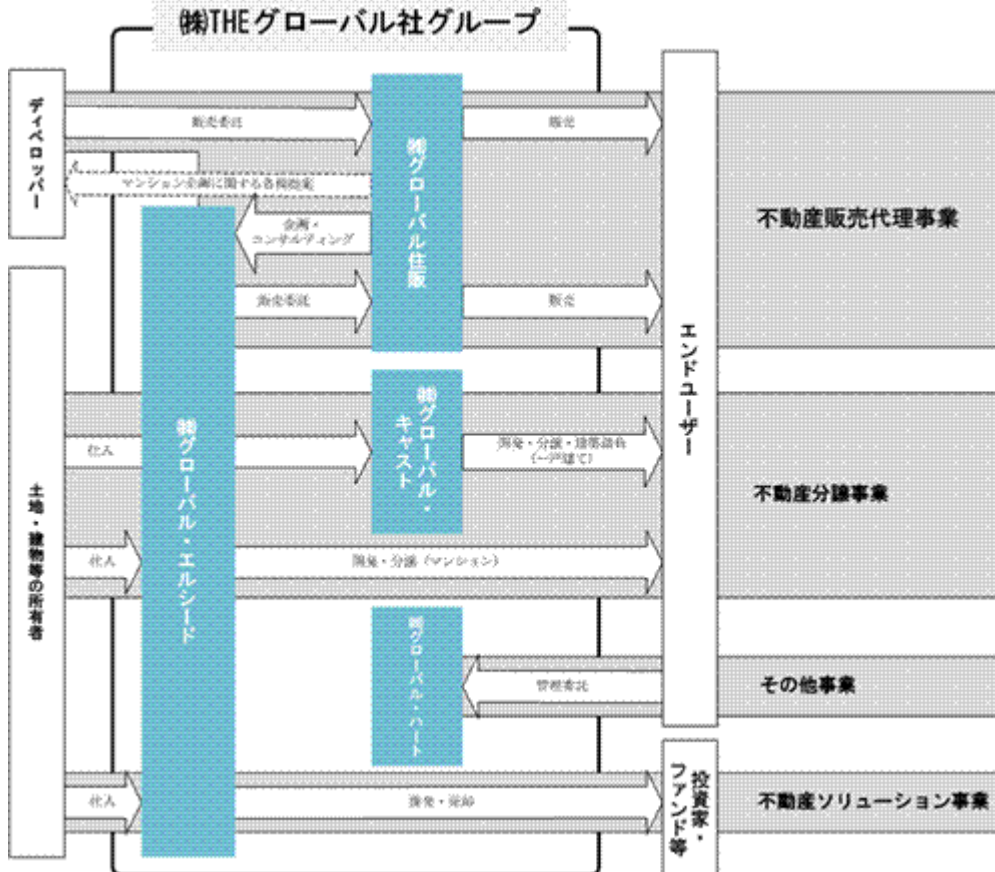 ㈱THEグローバル社グループ
ディベロッパー
販売委託
㈱グローバル住販
販売
マンション企画に関する各種提案
企画・
コンサルティング
販売委託
販売
不動産販売代理事業
エンドユーザー
土地・建物等の所有者
㈱グローバル・エルシード
仕入
㈱グローバル・
キャスト
開発・分譲・建築請負
(一戸建て)
不動産分譲事業
仕入
開発・分譲（マンション）
㈱グローバル・ハート
管理委託
その他事業
仕入
開発・売却
投資家・
ファンド等
不動産ソリューション事業